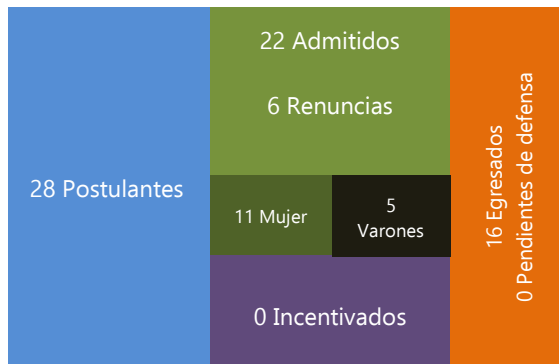 28 Postulantes
22 Admitidos
6 Renuncias
11 Mujer
5
Varones
0 Incentivados
16 Egresados
0 Pendientes de defensa